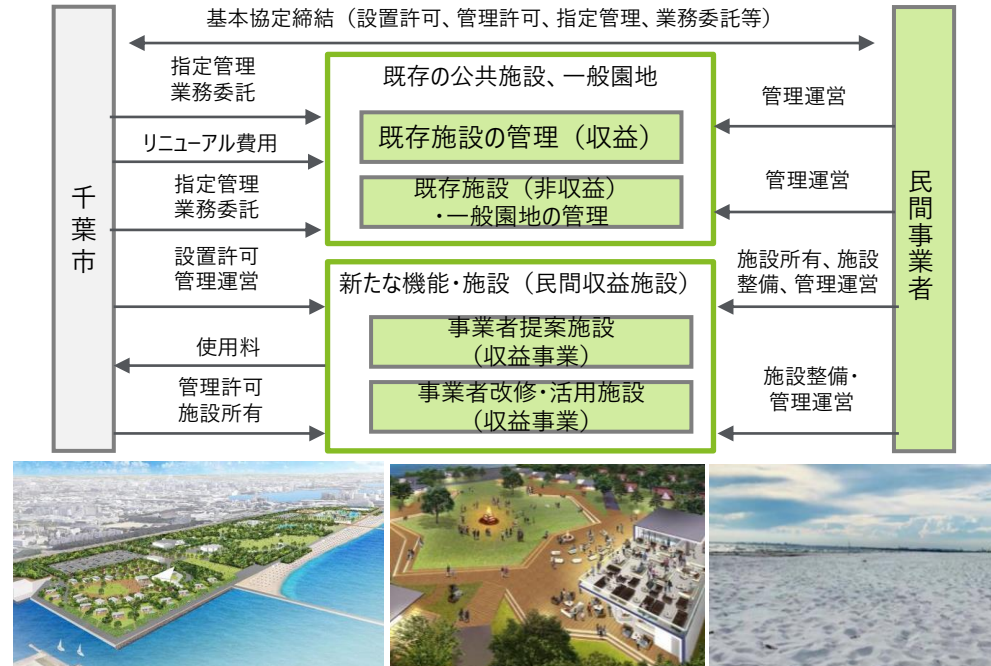 基本協定締結（設置許可、管理許可、指定管理、業務委託等）
千葉市
指定管理
業務委託
リニューアル費用
指定管理
業務委託
設置許可
管理運営
使用料
管理許可
施設所有
既存の公共施設、一般園地
既存施設の管理（収益）
既存施設（非収益）
・一般園地の管理
新たな機能・施設（民間収益施設）
事業者提案施設
（収益事業）
事業者改修・活用施設
（収益事業）
管理運営
管理運営
施設所有、施設
整備、管理運営
施設整備・
管理運営
民間事業者